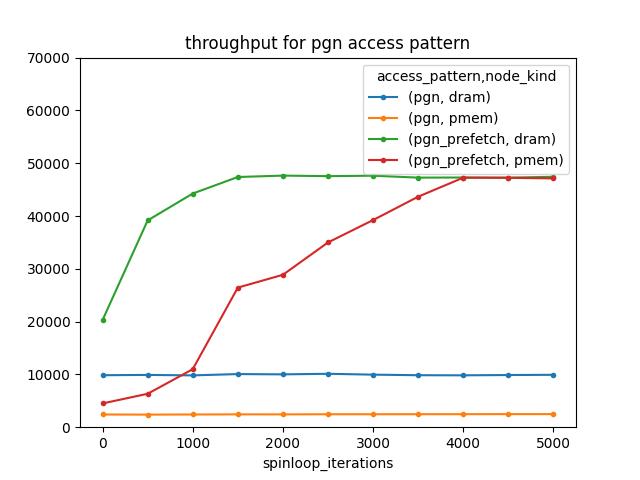 throughput for pgn access pattern
70000
60000
50000
40000
30000
20000
10000
0
access_pattern,node_kind
(pgn, dram)
(pgn, pmem)
(pgn_prefetch, dram)
(pgn_prefetch, pmem)
0 1000 2000 3000 4000 5000
spinloop_iterations